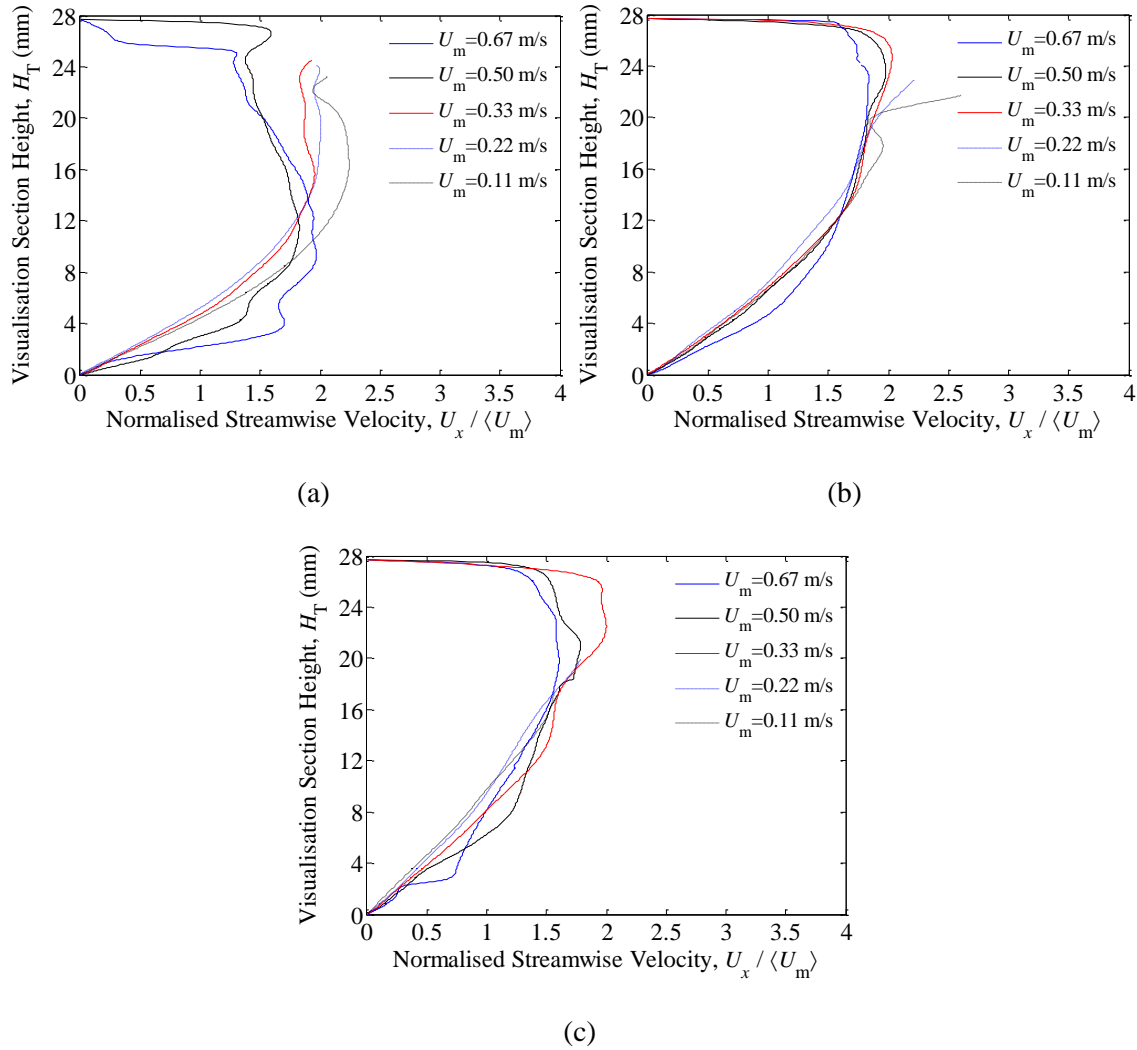 28
24
20
16
12
8
4
0
Visualisation Section Height, H_T (mm)
U_m=0.67 m/s
U_m=0.50 m/s
U_m=0.33 m/s
U_m=0.22 m/s
U_m=0.11 m/s
0 0.5 1 1.5 2 2.5 3 3.5 4
Normalised Streamwise Velocity, U_x / ⟨U_m⟩
(a)
28
24
20
16
12
8
4
0
Visualisation Section Height, H_T (mm)
U_m=0.67 m/s
U_m=0.50 m/s
U_m=0.33 m/s
U_m=0.22 m/s
U_m=0.11 m/s
0 0.5 1 1.5 2 2.5 3 3.5 4
Normalised Streamwise Velocity, U_x / ⟨U_m⟩
(b)
28
24
20
16
12
8
4
0
Visualisation Section Height, H_T (mm)
U_m=0.67 m/s
U_m=0.50 m/s
U_m=0.33 m/s
U_m=0.22 m/s
U_m=0.11 m/s
0 0.5 1 1.5 2 2.5 3 3.5 4
Normalised Streamwise Velocity, U_x / ⟨U_m⟩
(c)